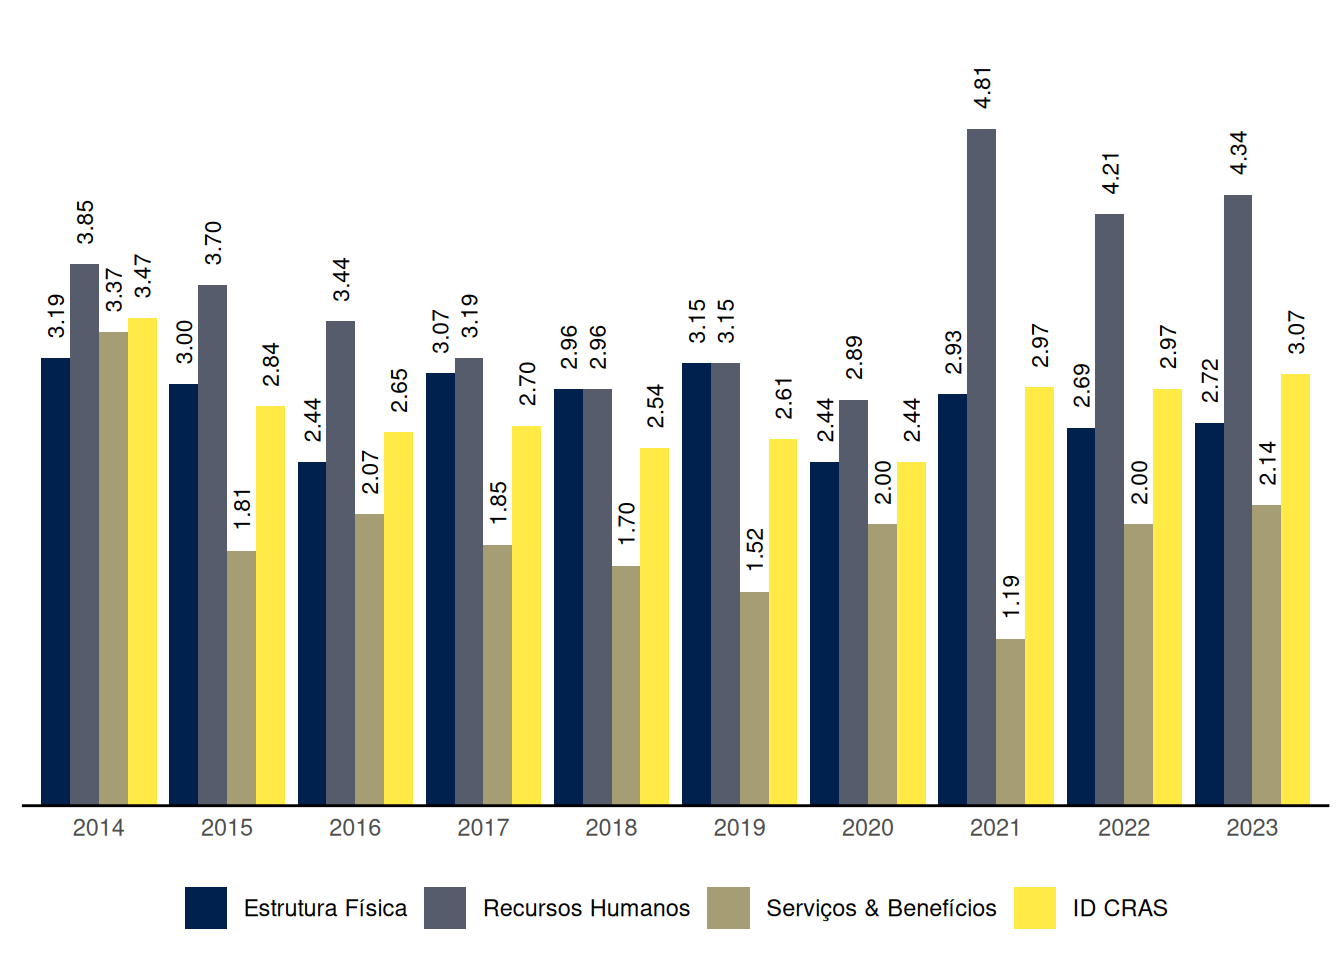 3.19 3.85 3.37 3.47
3.00 3.70 1.81 2.84
2.44 3.44 2.07 2.65
3.07 3.19 1.85 2.70
2.96 2.96 1.70 2.54
3.15 3.15 1.52 2.61
2.44 2.89 2.00 2.44
2.93 4.81 1.19 2.97
2.69 4.21 2.00 2.97
2.72 4.34 2.14 3.07
2014 2015 2016 2017 2018 2019 2020 2021 2022 2023
Estrutura Física Recursos Humanos Serviços & Benefícios ID CRAS